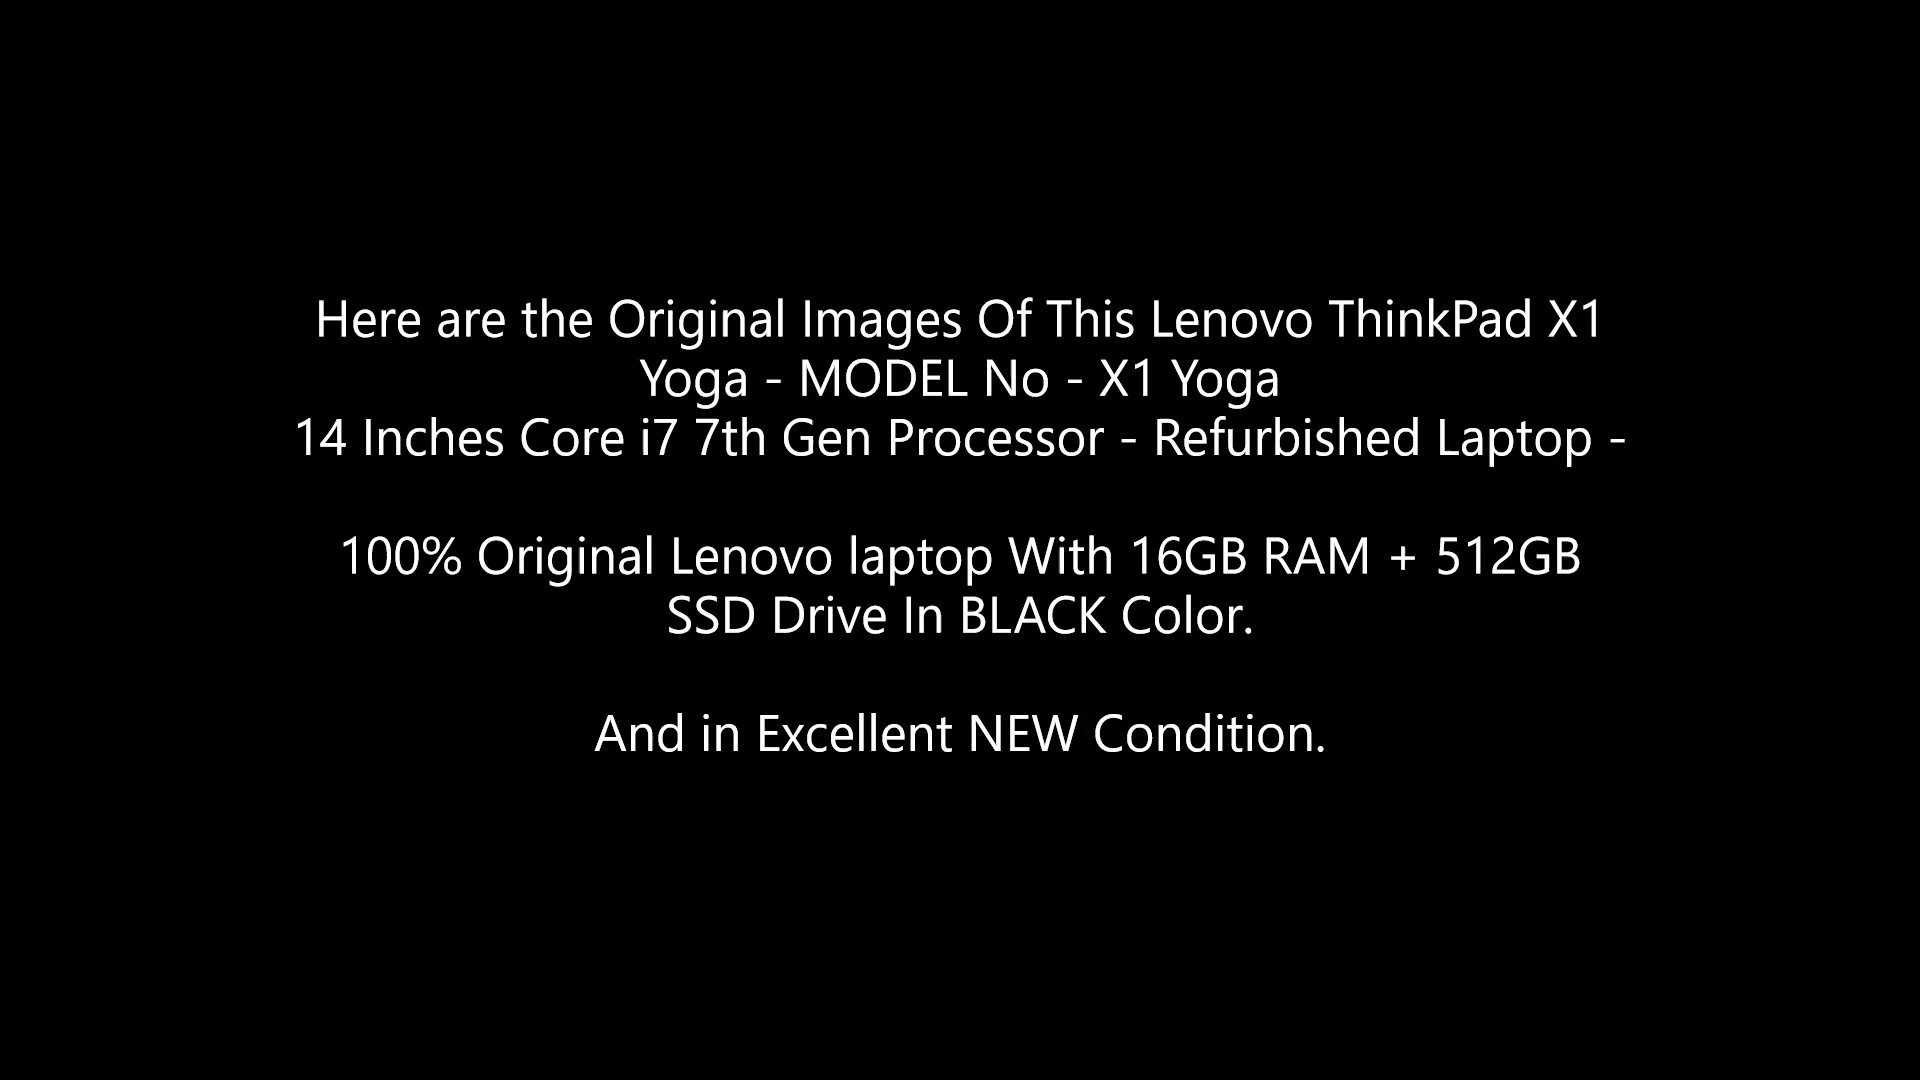 Here are the Original Images Of This Lenovo ThinkPad X1
Yoga - MODEL No - X1 Yoga
14 Inches Core i7 7th Gen Processor - Refurbished Laptop -
100% Original Lenovo laptop With 16GB RAM + 512GB
SSD Drive In BLACK Color.
And in Excellent NEW Condition.